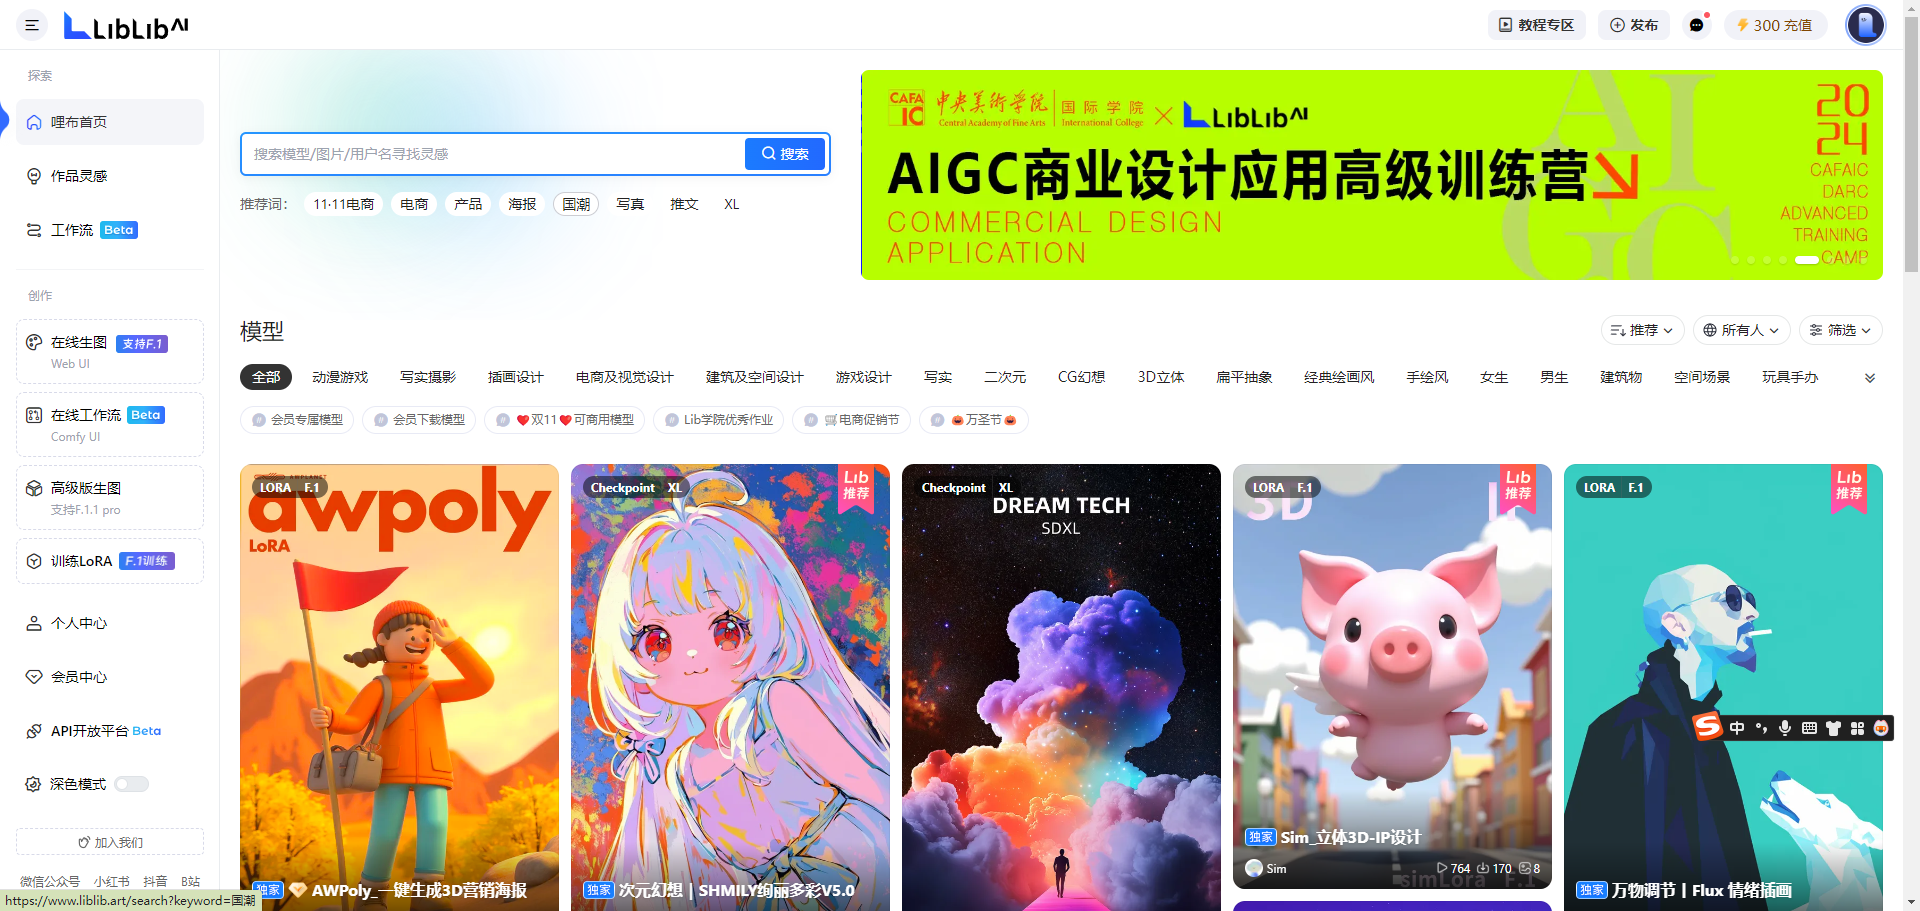 LIBLIBAI
教程专区
发布
300 充值
探索
哩布首页
作品灵感
工作流 Beta
创作
在线生图 支持F.1
Web UI
在线工作流 Beta
Comfy UI
高级版生图
支持F.1.1 pro
训练LoRA F.1训练
个人中心
会员中心
API开放平台 Beta
深色模式
加入我们
微信公众号 小红书 抖音 B站
https://www.liblib.art/search?keyword=国潮
搜索模型/图片/用户名寻找灵感
搜索
推荐词： 11·11电商 电商 产品 海报 国潮 写真 推文 XL
CAFA IC 中央美術学院 国际学院 × LIBLIBAI
Central Academy of Fine Arts International College
AIGC商业设计应用高级训练营
COMMERCIAL DESIGN
APPLICATION
AIGC
2024
CAFAIC
DARC
ADVANCED
TRAINING
CAMP
模型
推荐 所有人 筛选
全部 动漫游戏 写实摄影 插画设计 电商及视觉设计 建筑及空间设计 游戏设计 写实 二次元 CG幻想 3D立体 扁平抽象 经典绘画风 手绘风 女生 男生 建筑物 空间场景 玩具手办
# 会员专属模型 # 会员下载模型 # ❤️双11❤️可商用模型 # Lib学院优秀作业 # 🛒电商促销节 # 🎃万圣节🎃
LORA F.1
awpoly
LoRA
独家 AWPoly_一键生成3D营销海报
Checkpoint XL
Lib
推荐
独家 次元幻想丨SHMILY绚丽多彩V5.0
Checkpoint XL
DREAM TECH
SDXL
LORA F.1
3D
Lib
推荐
独家 Sim_立体3D-IP设计
Sim 764 170 8
simLora F.1
LORA F.1
Lib
推荐
独家 万物调节丨Flux 情绪插画
中